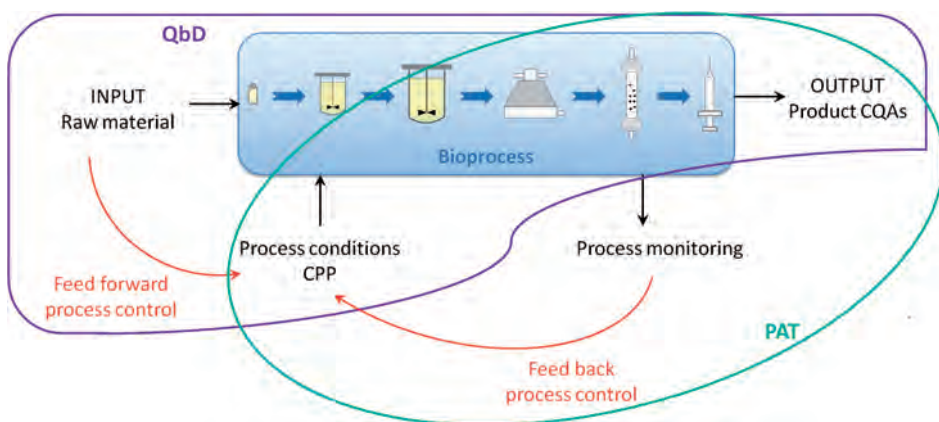 QbD
INPUT
Raw material
Bioprocess
OUTPUT
Product CQAs
Process conditions
CPP
Process monitoring
Feed forward
process control
PAT
Feed back
process control